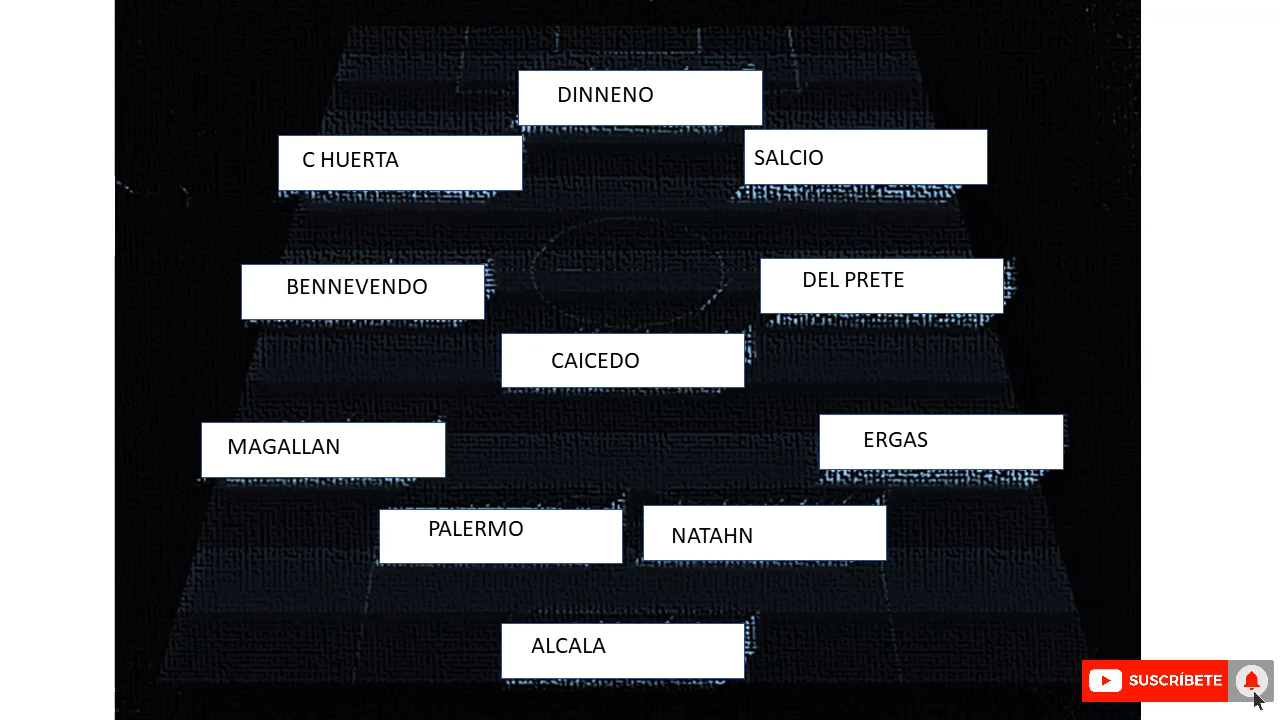 DINNENO
C HUERTA
SALCIO
BENNEVENDO
DEL PRETE
CAICEDO
MAGALLAN
ERGAS
PALERMO
NATAHN
ALCALA
SUSCRÍBETE